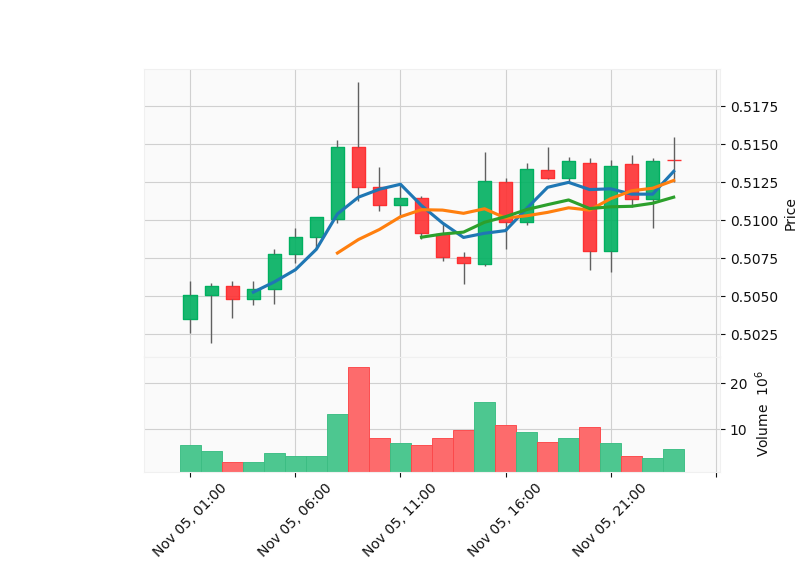 0.5175
0.5150
0.5125
0.5100
0.5075
0.5050
0.5025
Price
20
10
Volume 10⁶
Nov 05, 01:00
Nov 05, 06:00
Nov 05, 11:00
Nov 05, 16:00
Nov 05, 21:00